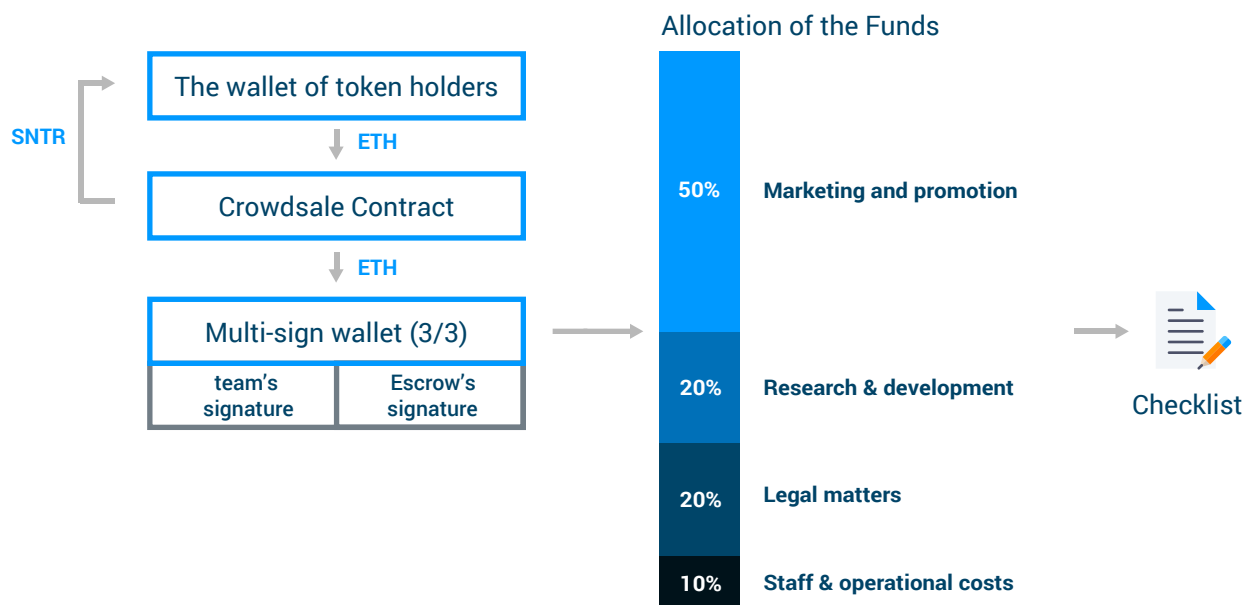 Allocation of the Funds
The wallet of token holders
SNTR
ETH
Crowdsale Contract
ETH
Multi-sign wallet (3/3)
team's
signature
Escrow's
signature
50%
Marketing and promotion
20%
Research & development
20%
Legal matters
10%
Staff & operational costs
Checklist